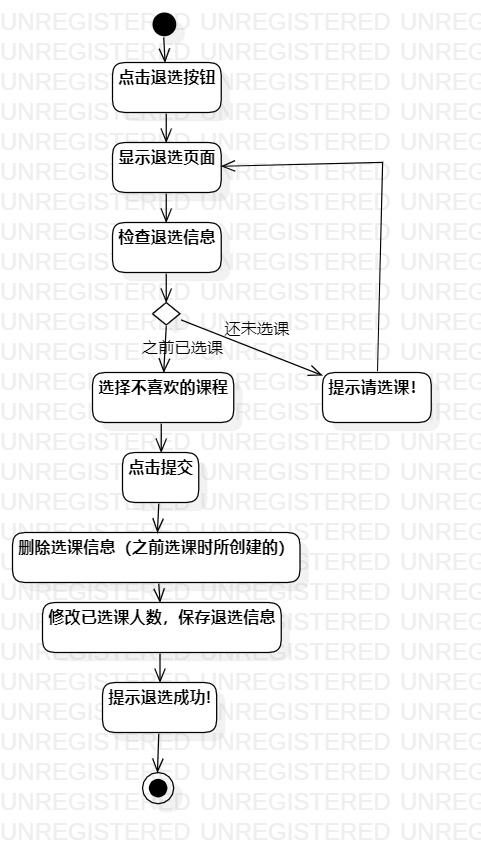 点击退选按钮
显示退选页面
检查退选信息
还未选课
之前已选课
选择不喜欢的课程
提示请选课！
点击提交
删除选课信息（之前选课时所创建的）
修改已选课人数，保存退选信息
提示退选成功!